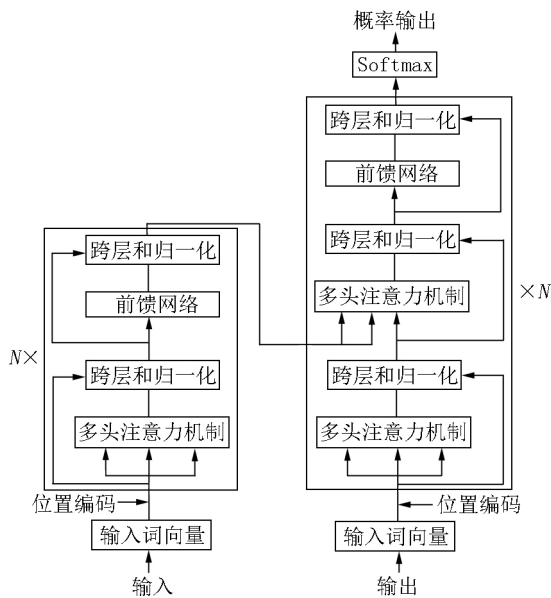 概率输出
Softmax
跨层和归一化
前馈网络
跨层和归一化
多头注意力机制
×N
跨层和归一化
多头注意力机制
位置编码
输入词向量
输出
跨层和归一化
前馈网络
N×
跨层和归一化
多头注意力机制
位置编码
输入词向量
输入